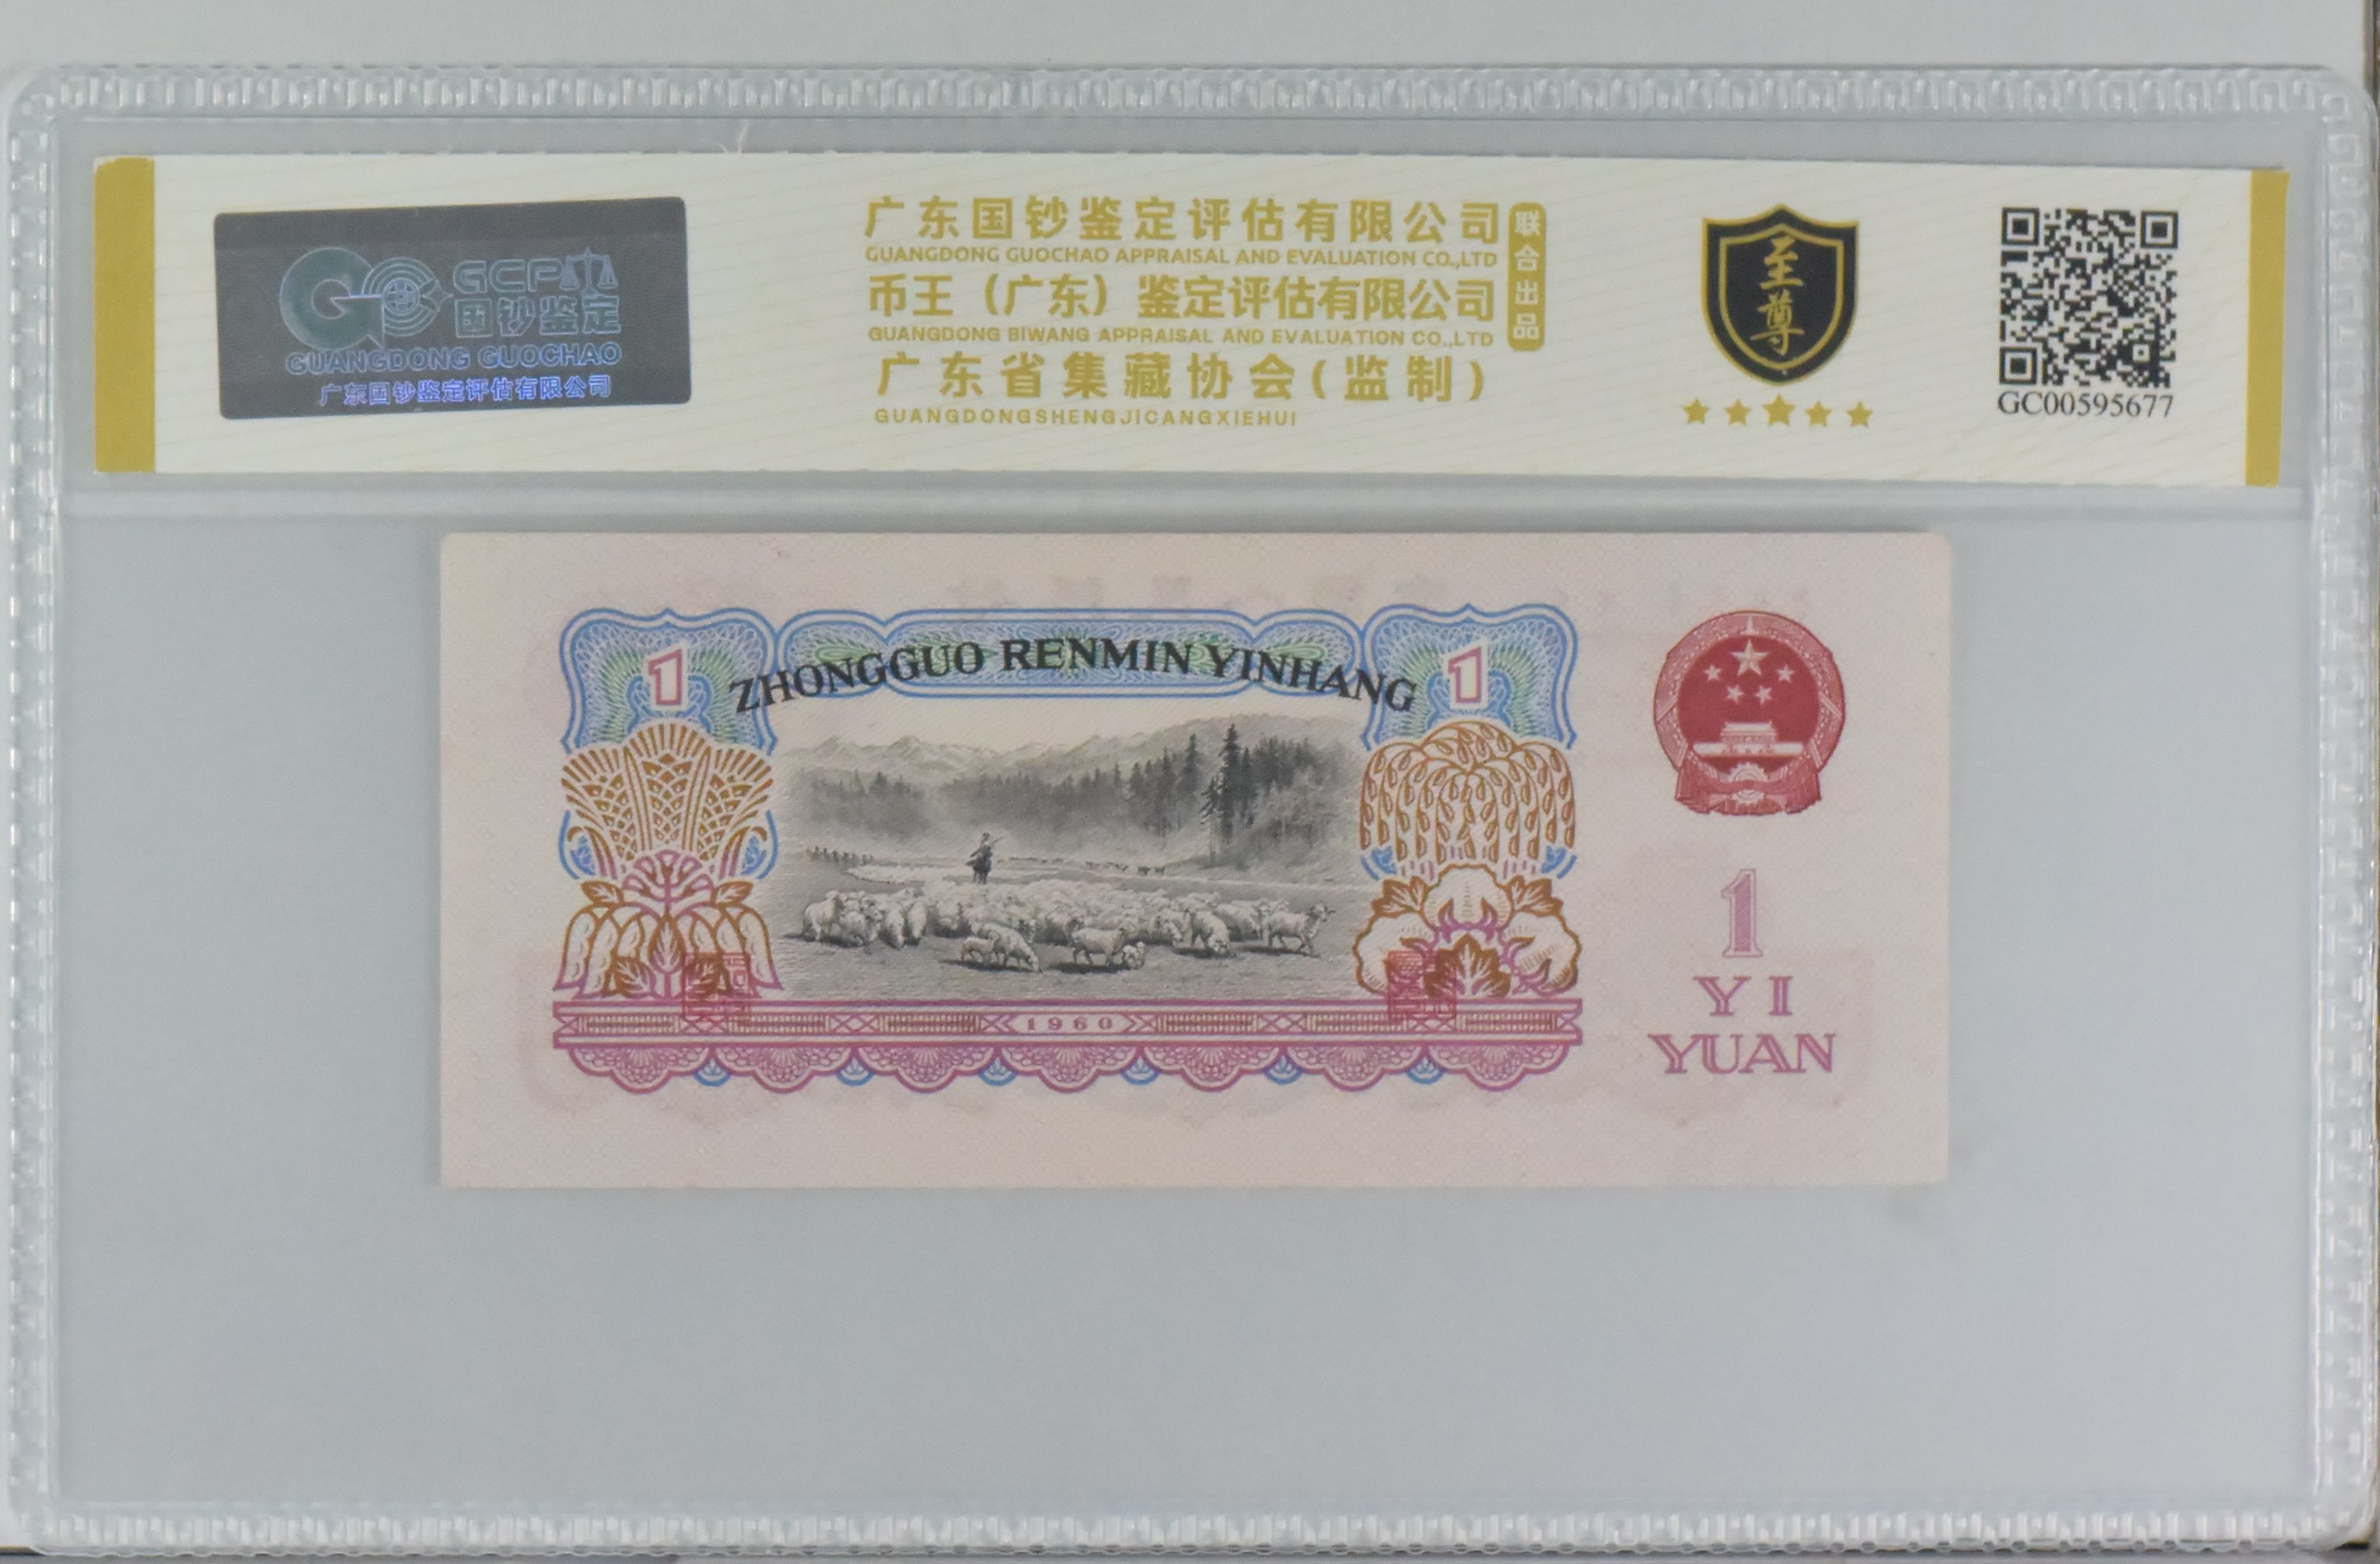 GCP
国钞鉴定
GUANGDONG GUOCHAO
广东国钞鉴定评估有限公司
广东国钞鉴定评估有限公司
GUANGDONG GUOCHAO APPRAISAL AND EVALUATION CO.,LTD
币王（广东）鉴定评估有限公司
GUANGDONG BIWANG APPRAISAL AND EVALUATION CO.,LTD
广东省集藏协会(监制)
GUANGDONGSHENGJICANGXIEHUI
联合出品
至尊
GC00595677
ZHONGGUO RENMIN YINHANG
1
1
1960
1
YI
YUAN